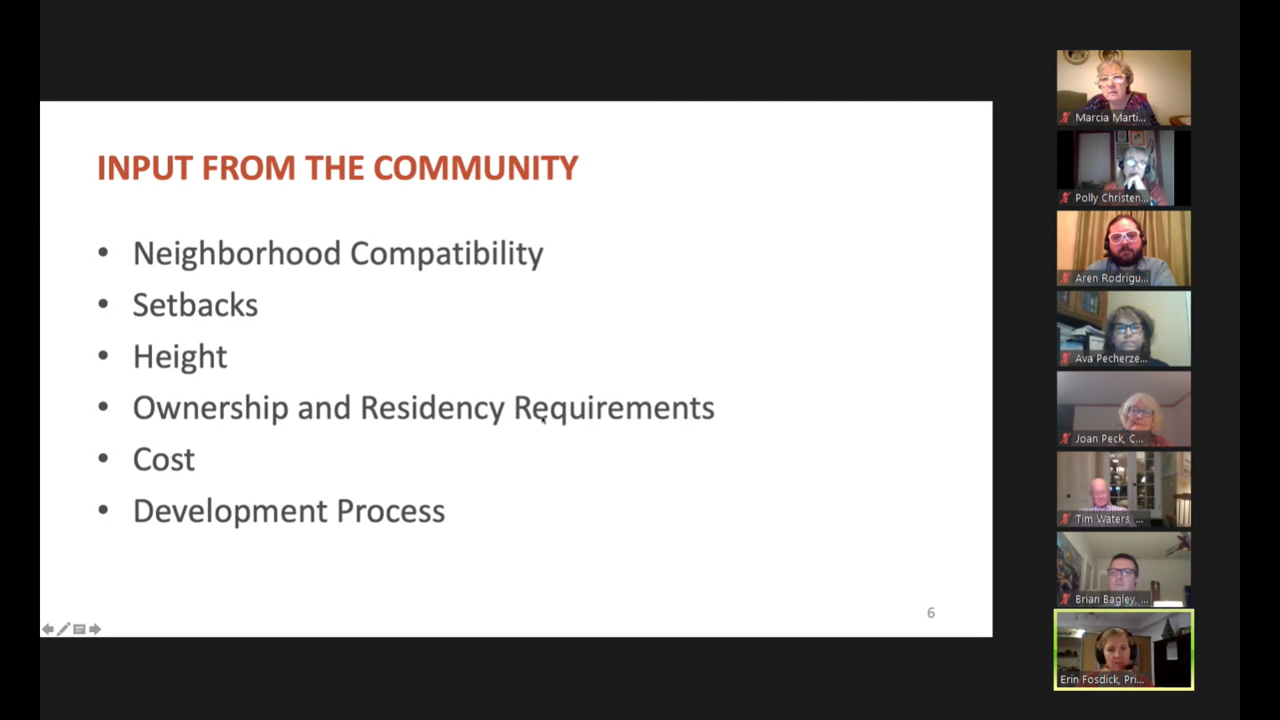 INPUT FROM THE COMMUNITY
• Neighborhood Compatibility
• Setbacks
• Height
• Ownership and Residency Requirements
• Cost
• Development Process
6
Marcia Marti...
Polly Christen...
Aren Rodrigu...
Ava Pecherze...
Joan Peck, C...
Tim Waters, ...
Brian Bagley, ...
Erin Fosdick, Pri...